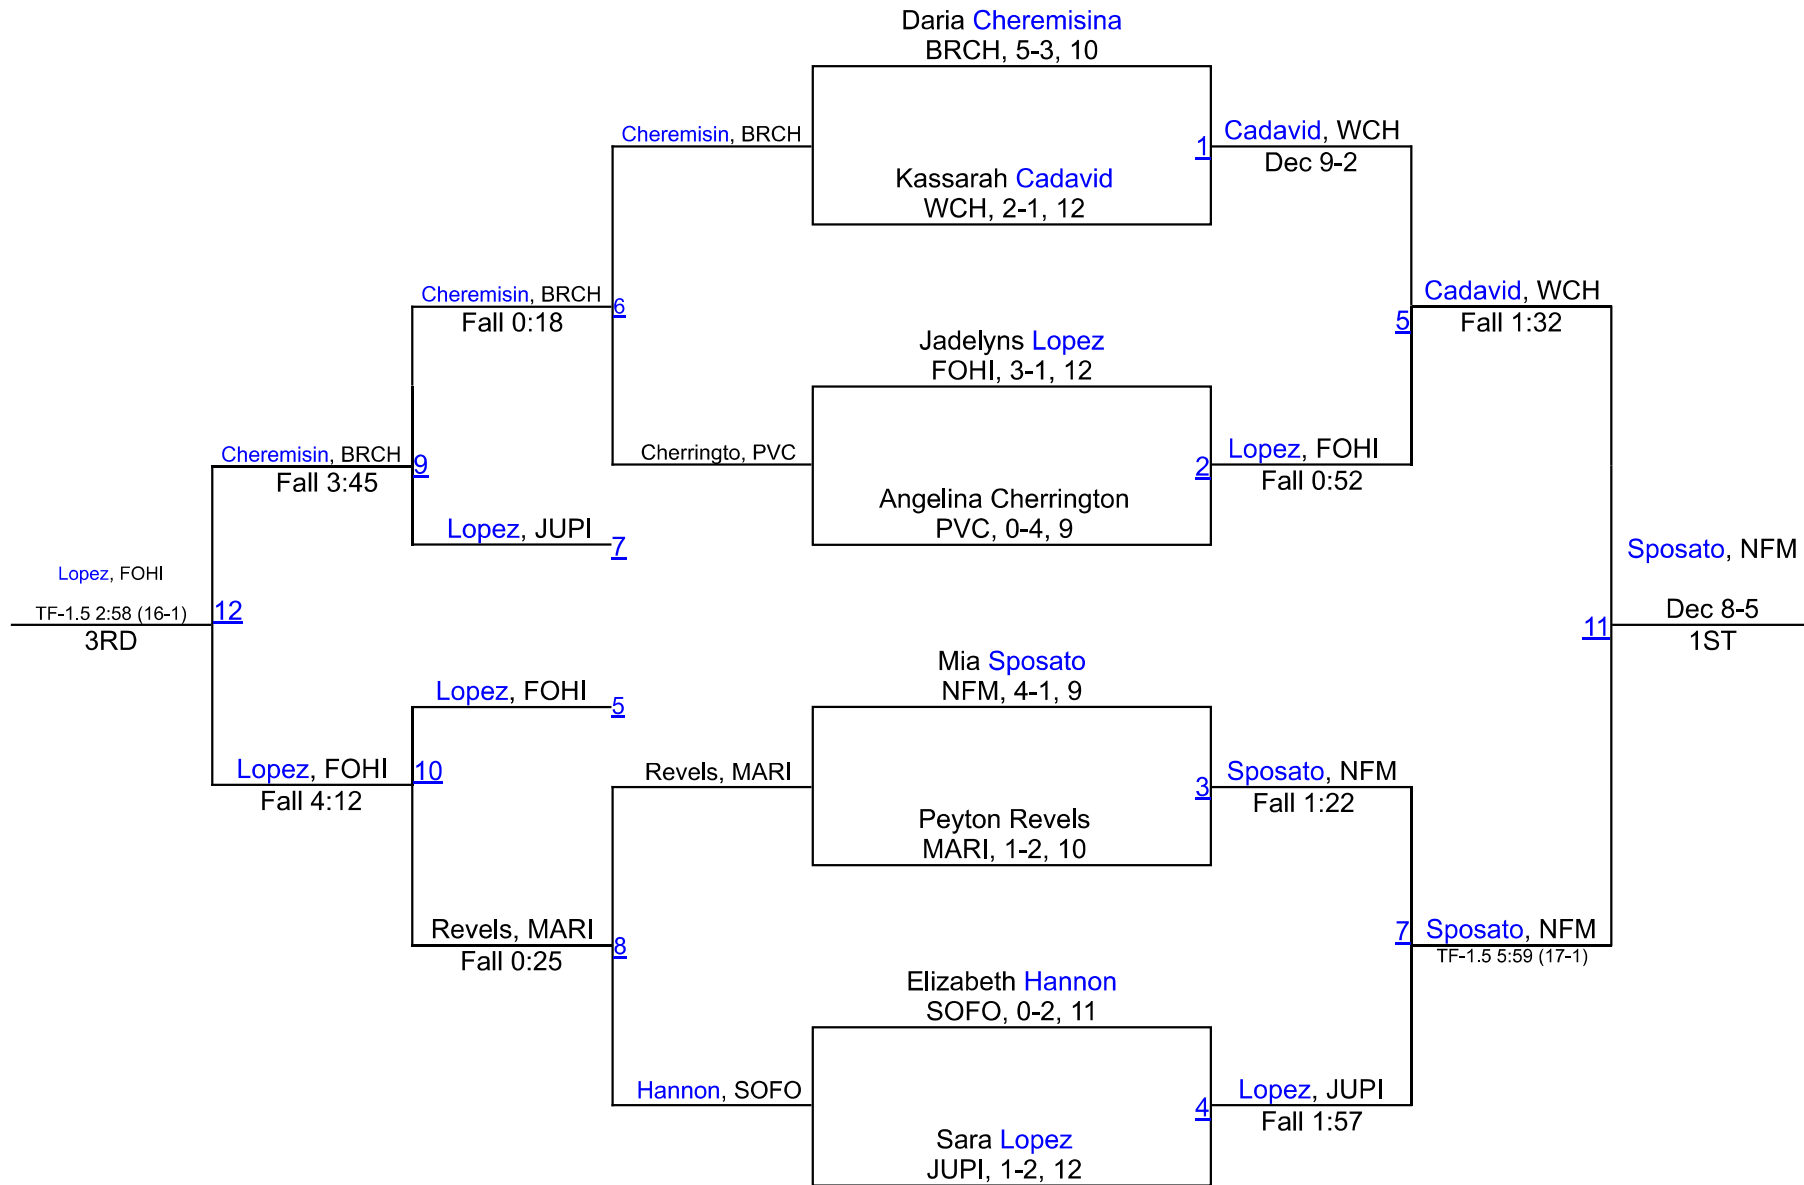 Daria Cheremisina
BRCH, 5-3, 10
Cheremisin, BRCH
1
Cadavid, WCH
Dec 9-2
Kassarah Cadavid
WCH, 2-1, 12
Cheremisin, BRCH
Fall 0:18
6
Cadavid, WCH
Fall 1:32
5
Jadelyns Lopez
FOHI, 3-1, 12
Cheremisin, BRCH
Fall 3:45
9
Cherringto, PVC
2
Lopez, FOHI
Fall 0:52
Angelina Cherrington
PVC, 0-4, 9
Lopez, JUPI
7
Sposato, NFM
Dec 8-5
1ST
11
Lopez, FOHI
TF-1.5 2:58 (16-1)
3RD
12
Mia Sposato
NFM, 4-1, 9
Lopez, FOHI
5
Lopez, FOHI
Fall 4:12
10
Revels, MARI
3
Sposato, NFM
Fall 1:22
Peyton Revels
MARI, 1-2, 10
Revels, MARI
Fall 0:25
8
7
Sposato, NFM
TF-1.5 5:59 (17-1)
Elizabeth Hannon
SOFO, 0-2, 11
Hannon, SOFO
4
Lopez, JUPI
Fall 1:57
Sara Lopez
JUPI, 1-2, 12